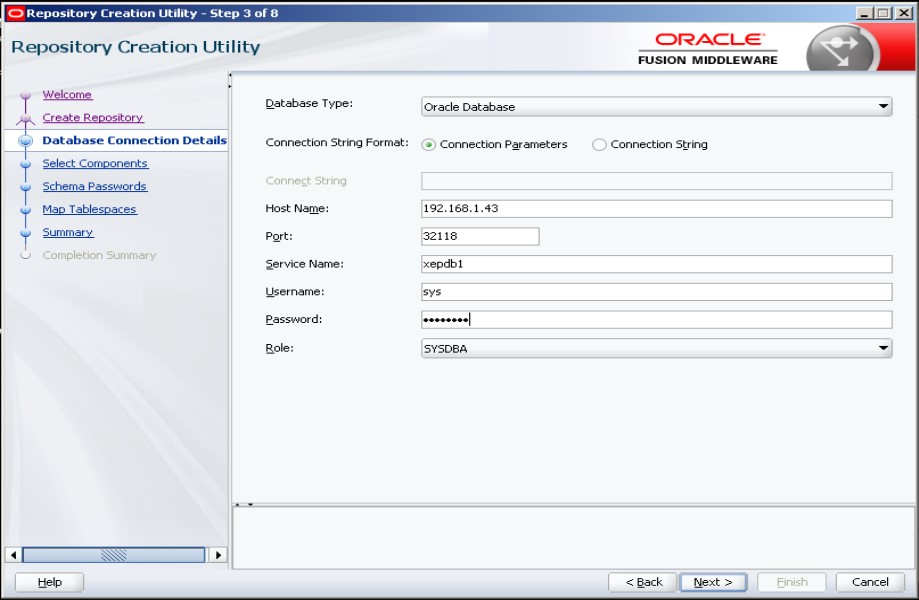 Repository Creation Utility - Step 3 of 8
Repository Creation Utility
ORACLE®
FUSION MIDDLEWARE
Welcome
Create Repository
Database Connection Details
Select Components
Schema Passwords
Map Tablespaces
Summary
Completion Summary
Database Type: Oracle Database
Connection String Format: Connection Parameters Connection String
Connect String
Host Name: 192.168.1.43
Port: 32118
Service Name: xepdb1
Username: sys
Password: ••••••••
Role: SYSDBA
Help < Back Next > Finish Cancel